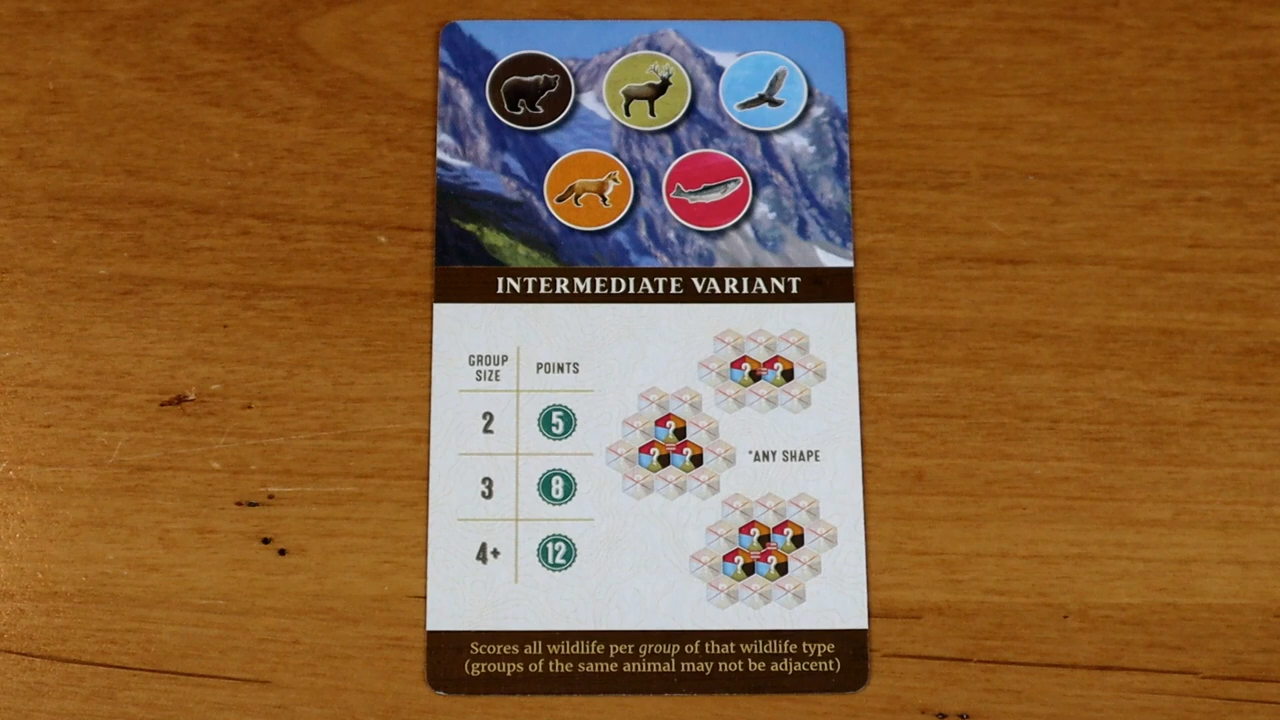 INTERMEDIATE VARIANT
GROUP SIZE POINTS
2 5
3 8
4+ 12
? = ?
?
=
? ?
*ANY SHAPE
? ?
= =
? ?
Scores all wildlife per group of that wildlife type
(groups of the same animal may not be adjacent)